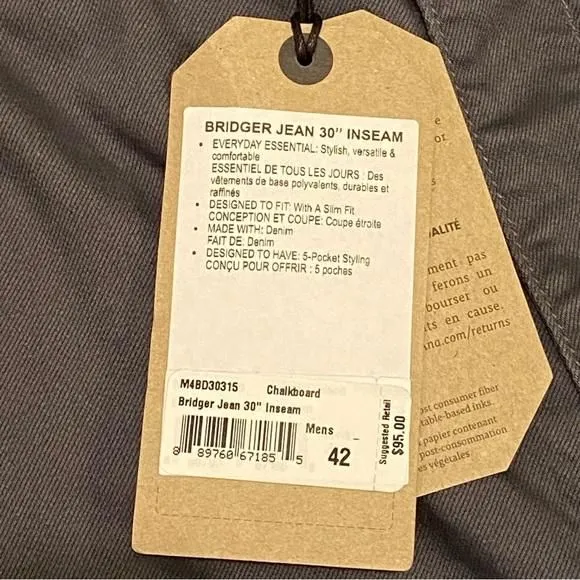 BRIDGER JEAN 30" INSEAM
• EVERYDAY ESSENTIAL: Stylish, versatile &
comfortable
ESSENTIEL DE TOUS LES JOURS : Des
vêtements de base polyvalents, durables et
raffinés
• DESIGNED TO FIT: With A Slim Fit
CONCEPTION ET COUPE: Coupe étroite
• MADE WITH: Denim
FAIT DE: Denim
• DESIGNED TO HAVE: 5-Pocket Styling
CONÇU POUR OFFRIR : 5 poches
M4BD30315 Chalkboard
Bridger Jean 30" Inseam
Mens
42
8 89760 67185 5
Suggested Retail
$95.00
or
ALITÉ
ment pas
ferons un
bourser ou
ts en cause.
na.com/returns
ost consumer fiber
table-based inks
papier contenant
post-consommation
es végétales